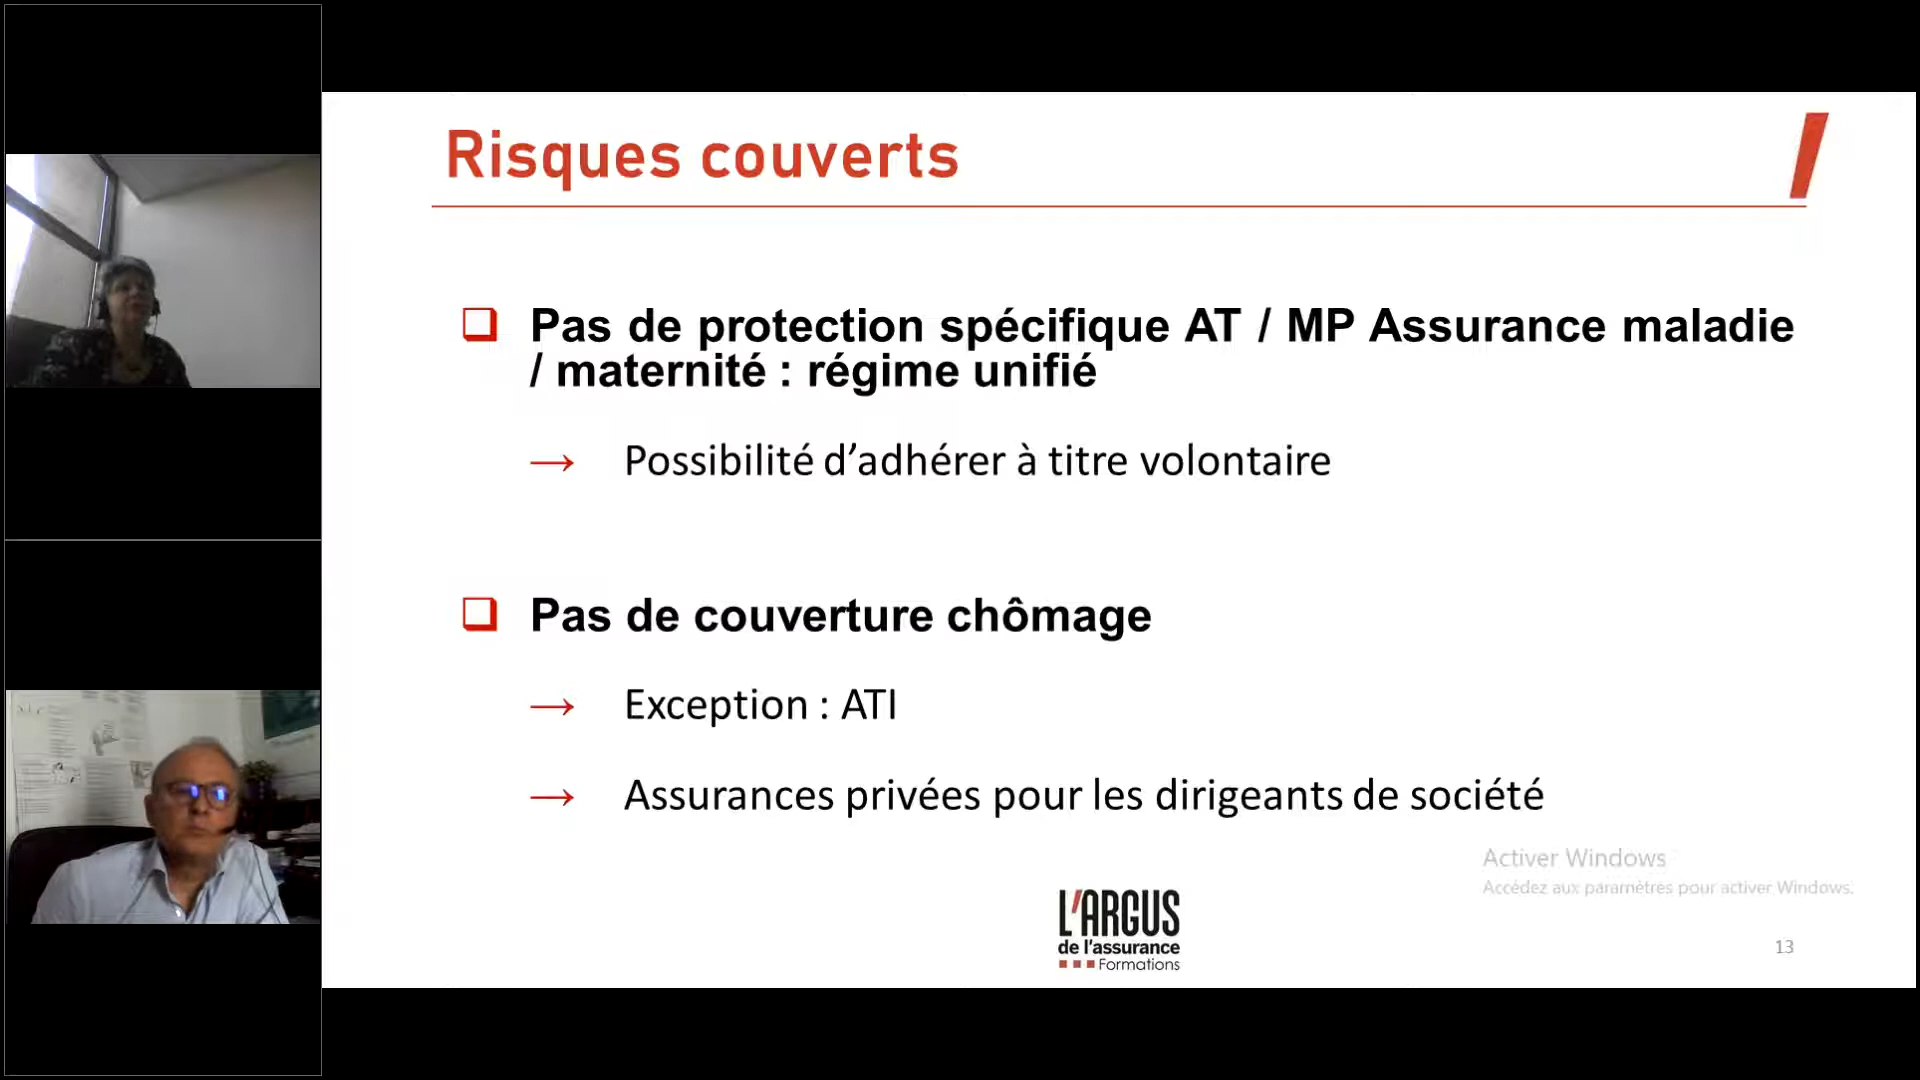 Risques couverts
Pas de protection spécifique AT / MP Assurance maladie
/ maternité : régime unifié
→ Possibilité d’adhérer à titre volontaire
Pas de couverture chômage
→ Exception : ATI
→ Assurances privées pour les dirigeants de société
Activer Windows
Accédez aux paramètres pour activer Windows.
L'ARGUS
de l'assurance
Formations
13